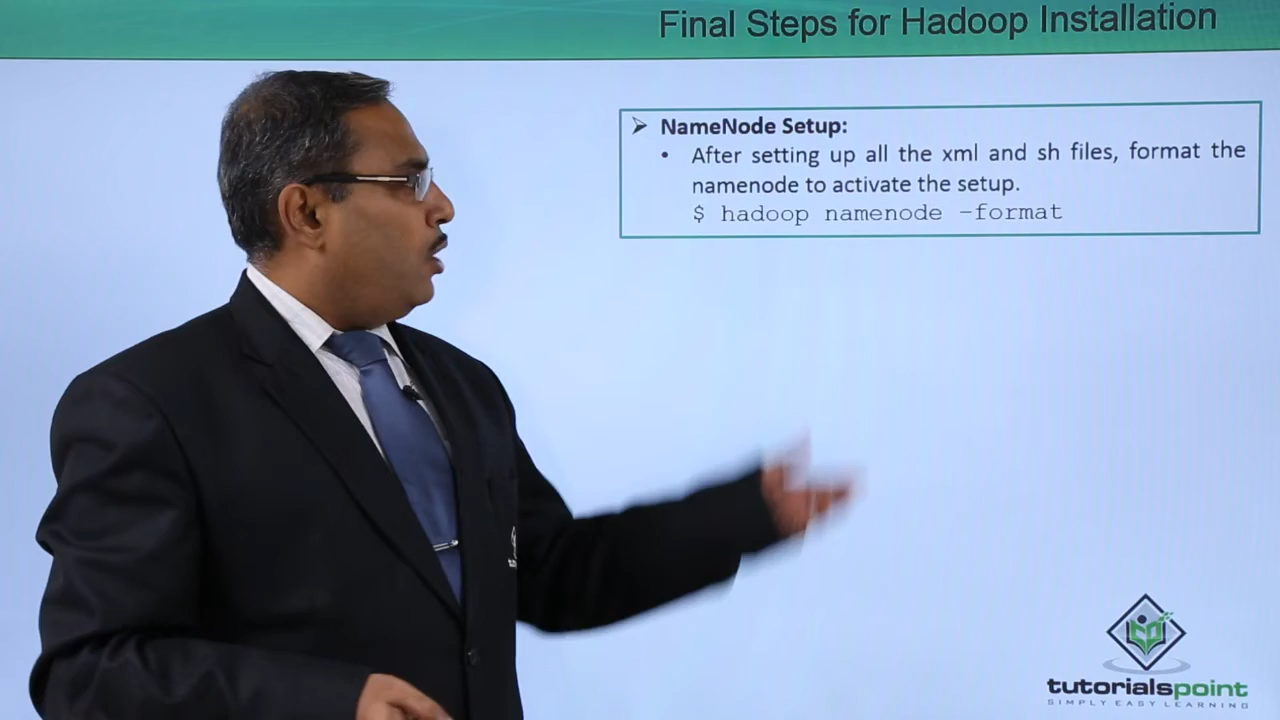 Final Steps for Hadoop Installation
➢ NameNode Setup:
• After setting up all the xml and sh files, format the
namenode to activate the setup.
$ hadoop namenode –format
tutorialspoint
SIMPLY EASY LEARNING